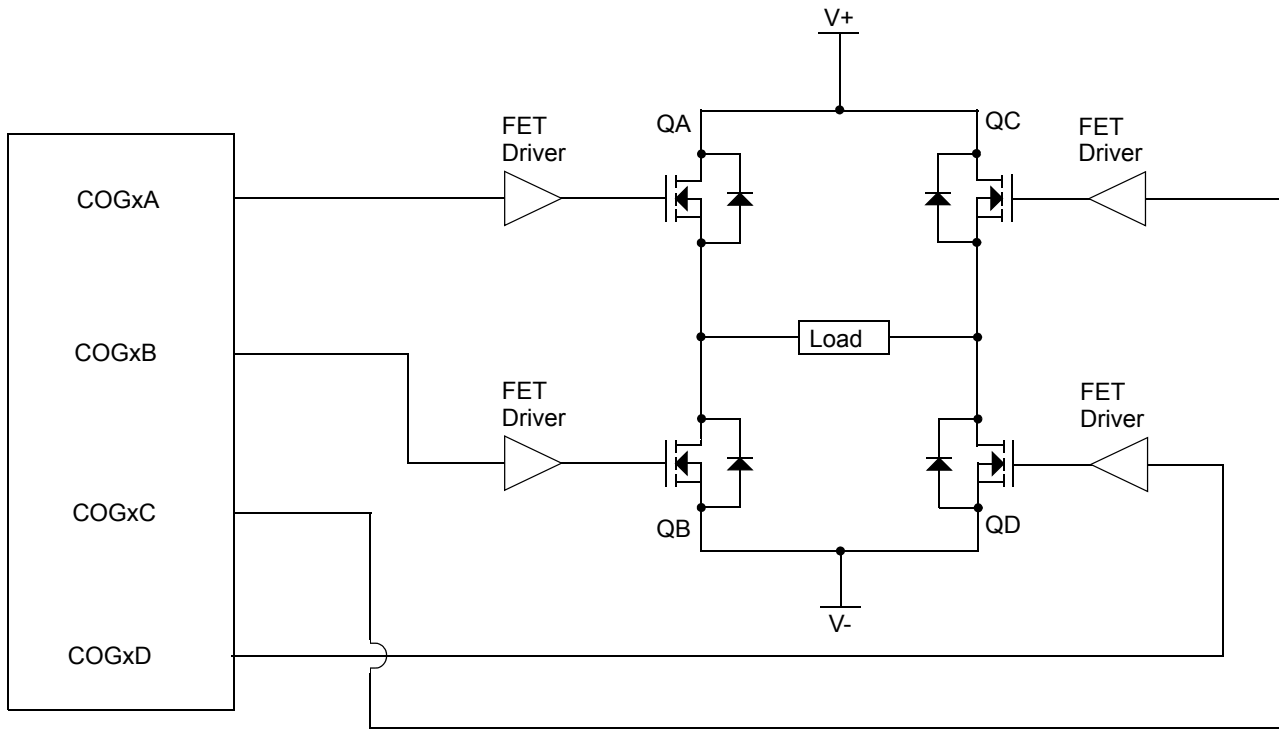 V+
QA
QC
FET
Driver
FET
Driver
COGxA
COGxB
Load
FET
Driver
FET
Driver
COGxC
QB
QD
V-
COGxD